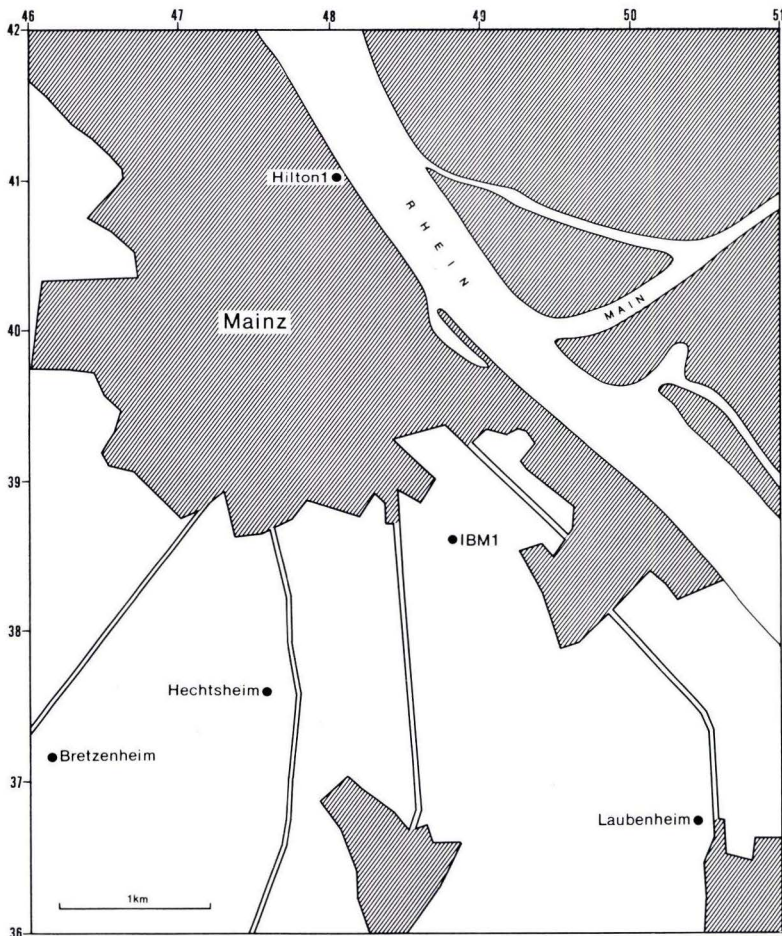 46 47 48 49 50 51
42
41
40
39
38
37
36
Hilton1
RHEIN
MAIN
Mainz
IBM1
Hechtsheim
Bretzenheim
Laubenheim
1km